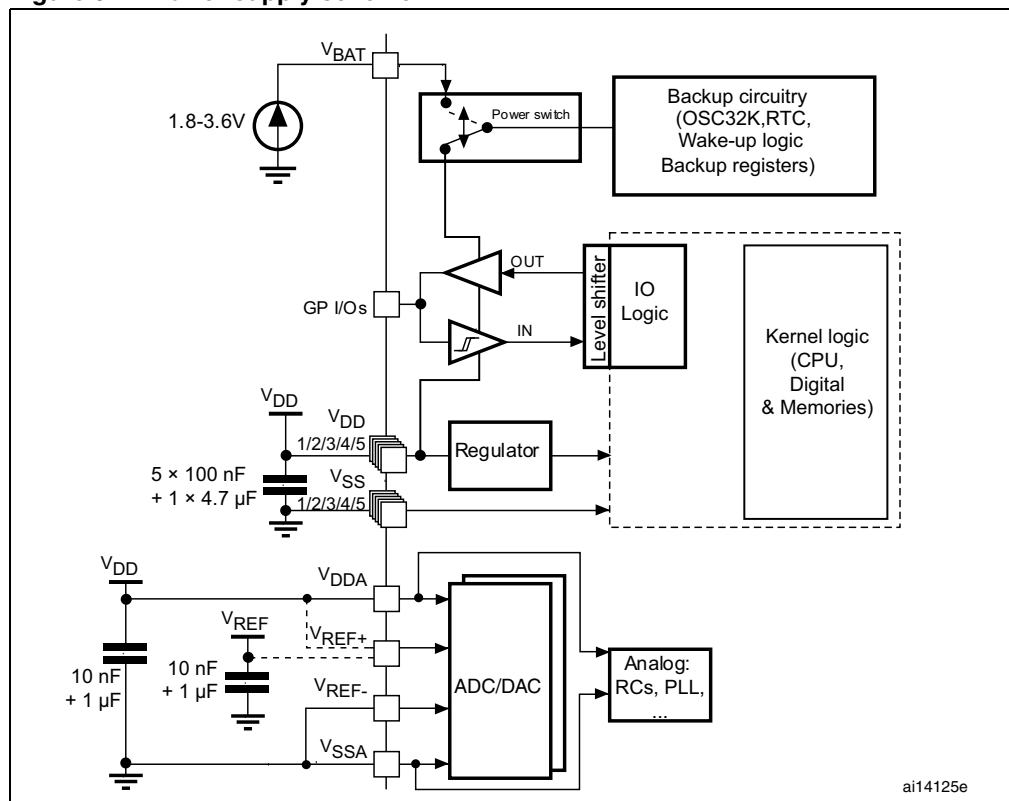 VBAT
1.8-3.6V
Power switch
Backup circuitry
(OSC32K,RTC,
Wake-up logic
Backup registers)
OUT
GP I/Os
IN
Level shifter
IO
Logic
Kernel logic
(CPU,
Digital
& Memories)
VDD
VDD
1/2/3/4/5
Regulator
5 × 100 nF
+ 1 × 4.7 µF
VSS
1/2/3/4/5
VDD
VDDA
VREF
VREF+
10 nF
+ 1 µF
10 nF
+ 1 µF
VREF-
ADC/DAC
Analog:
RCs, PLL,
...
VSSA
ai14125e